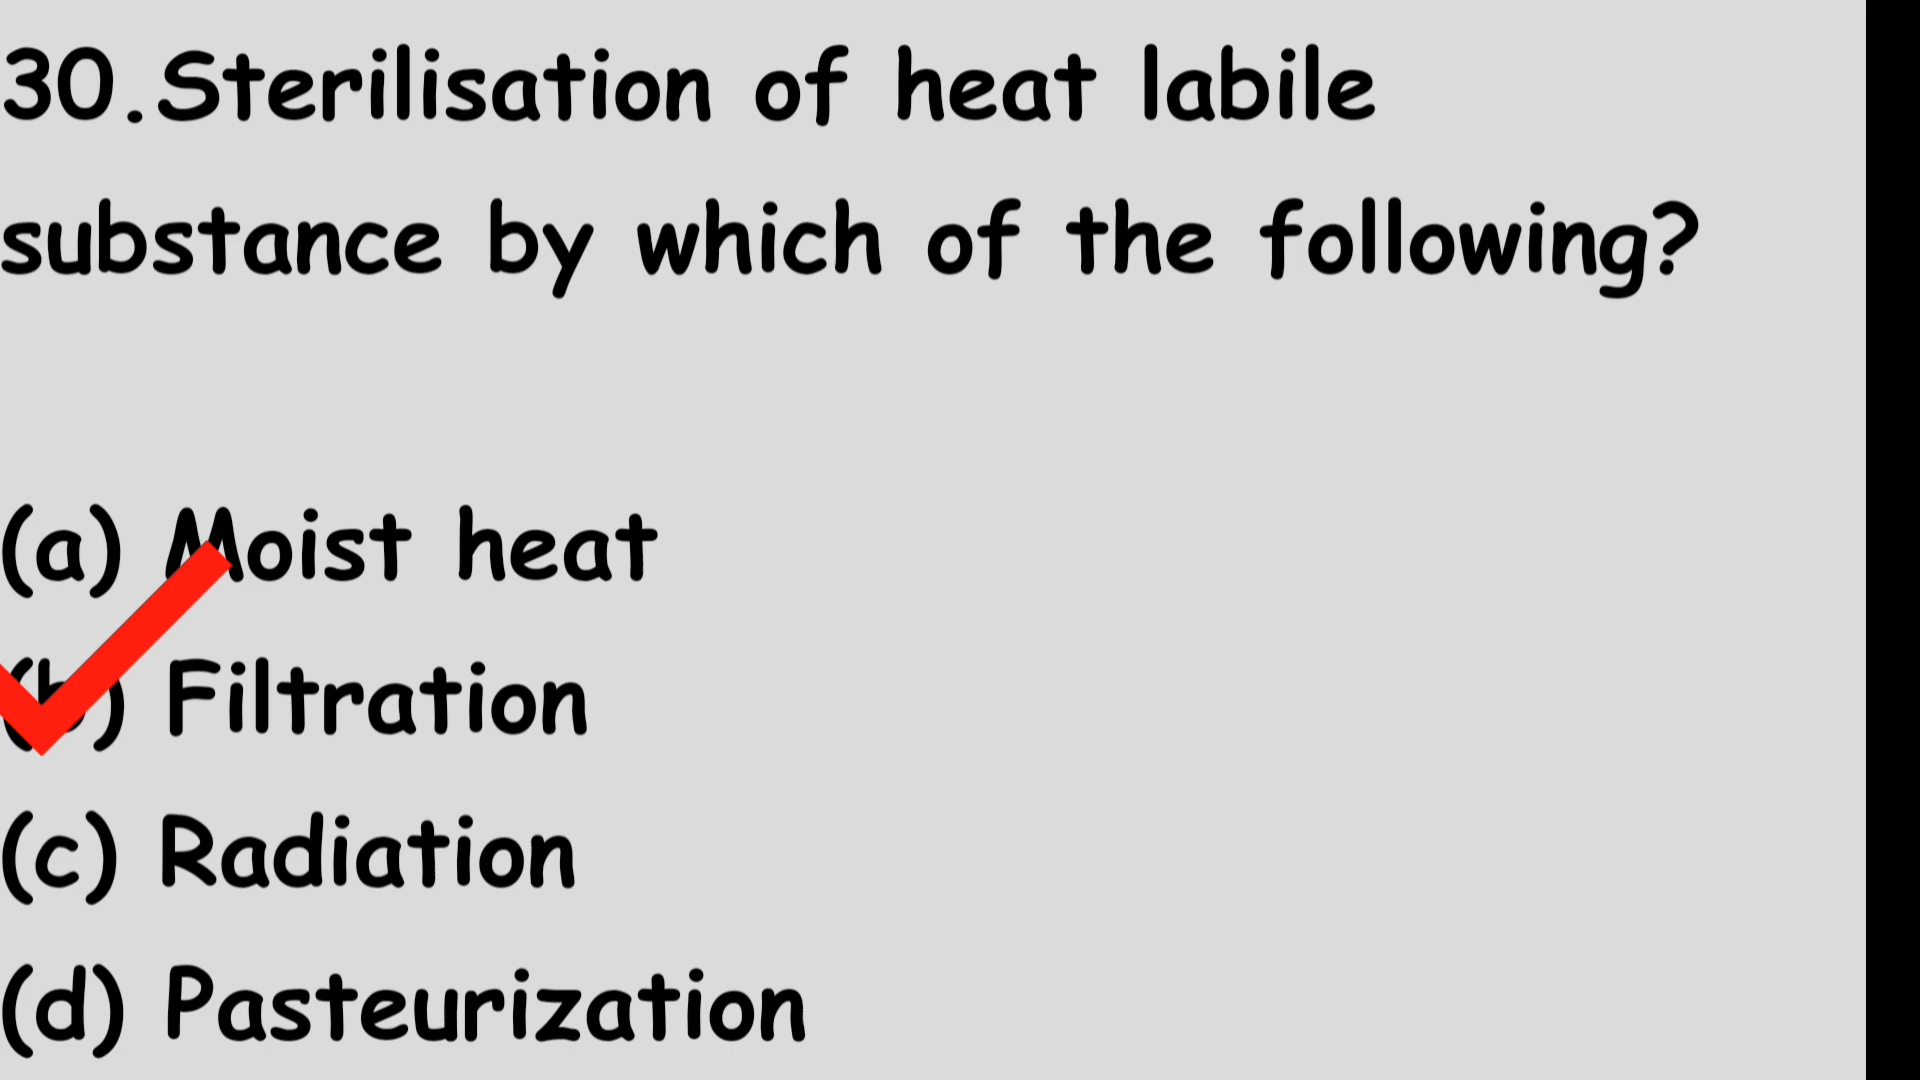 30.Sterilisation of heat labile
substance by which of the following?
(a) Moist heat
(b) Filtration
(c) Radiation
(d) Pasteurization